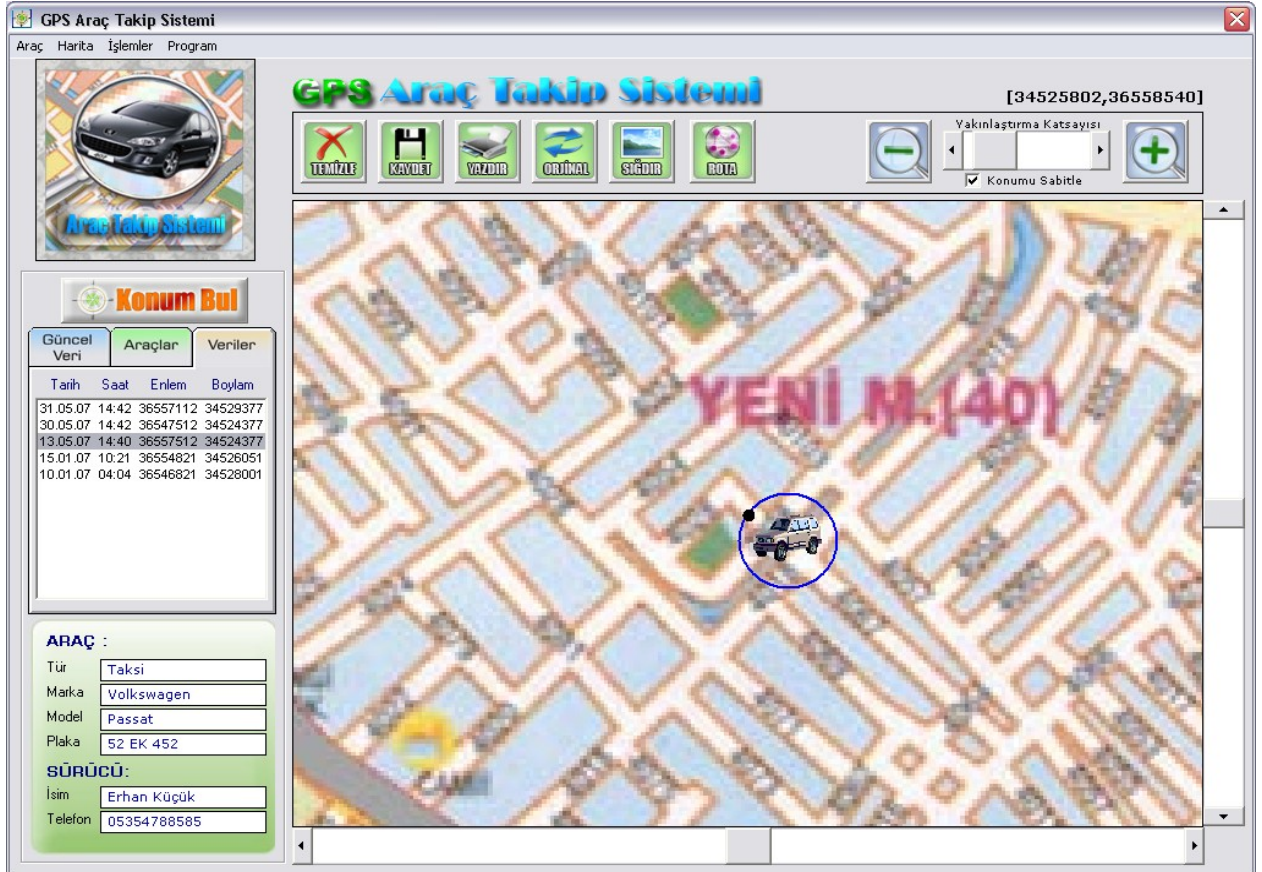 GPS Araç Takip Sistemi
Araç Harita İşlemler Program
Araç Takip Sistemi
GPS Araç Takip Sistemi
[34525802,36558540]
TEMİZLE KAYDET YAZDIR ORJİNAL SIĞDIR ROTA
Yakınlaştırma Katsayısı
Konumu Sabitle
Konum Bul
Güncel Veri Araçlar Veriler
Tarih Saat Enlem Boylam
31.05.07 14:42 36557112 34529377
30.05.07 14:42 36547512 34524377
13.05.07 14:40 36557512 34524377
15.01.07 10:21 36554821 34526051
10.01.07 04:04 36546821 34528001
YENİ M.(40)
ARAÇ :
Tür Taksi
Marka Volkswagen
Model Passat
Plaka 52 EK 452
SÜRÜCÜ:
İsim Erhan Küçük
Telefon 05354788585